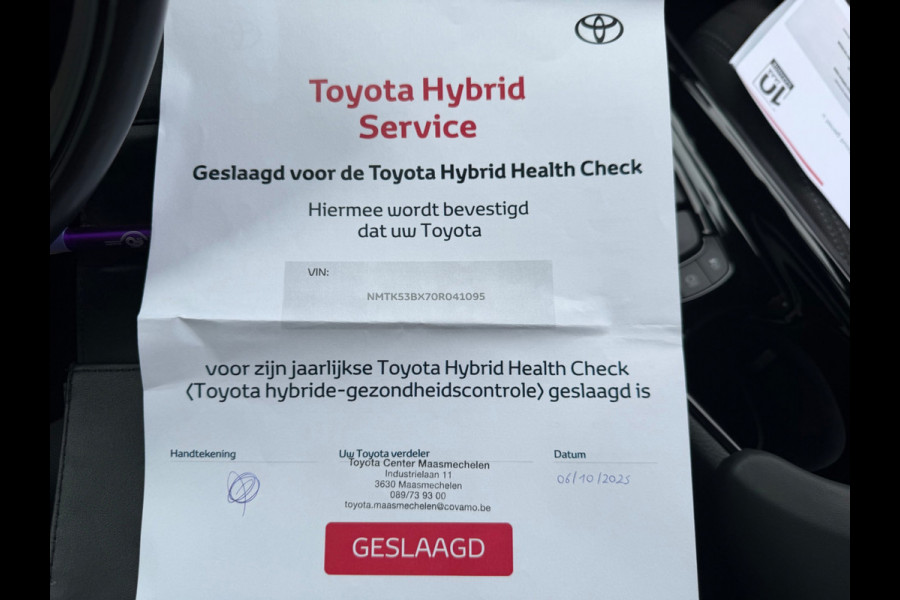 Toyota Hybrid
Service
Geslaagd voor de Toyota Hybrid Health Check
Hiermee wordt bevestigd
dat uw Toyota
VIN:
NMTK53BX70R041095
voor zijn jaarlijkse Toyota Hybrid Health Check
(Toyota hybride-gezondheidscontrole) geslaagd is
Handtekening
Uw Toyota verdeler
Datum
Toyota Center Maasmechelen
Industrielaan 11
3630 Maasmechelen
089/73 93 00
toyota.maasmechelen@covamo.be
06/10/2025
GESLAAGD
10